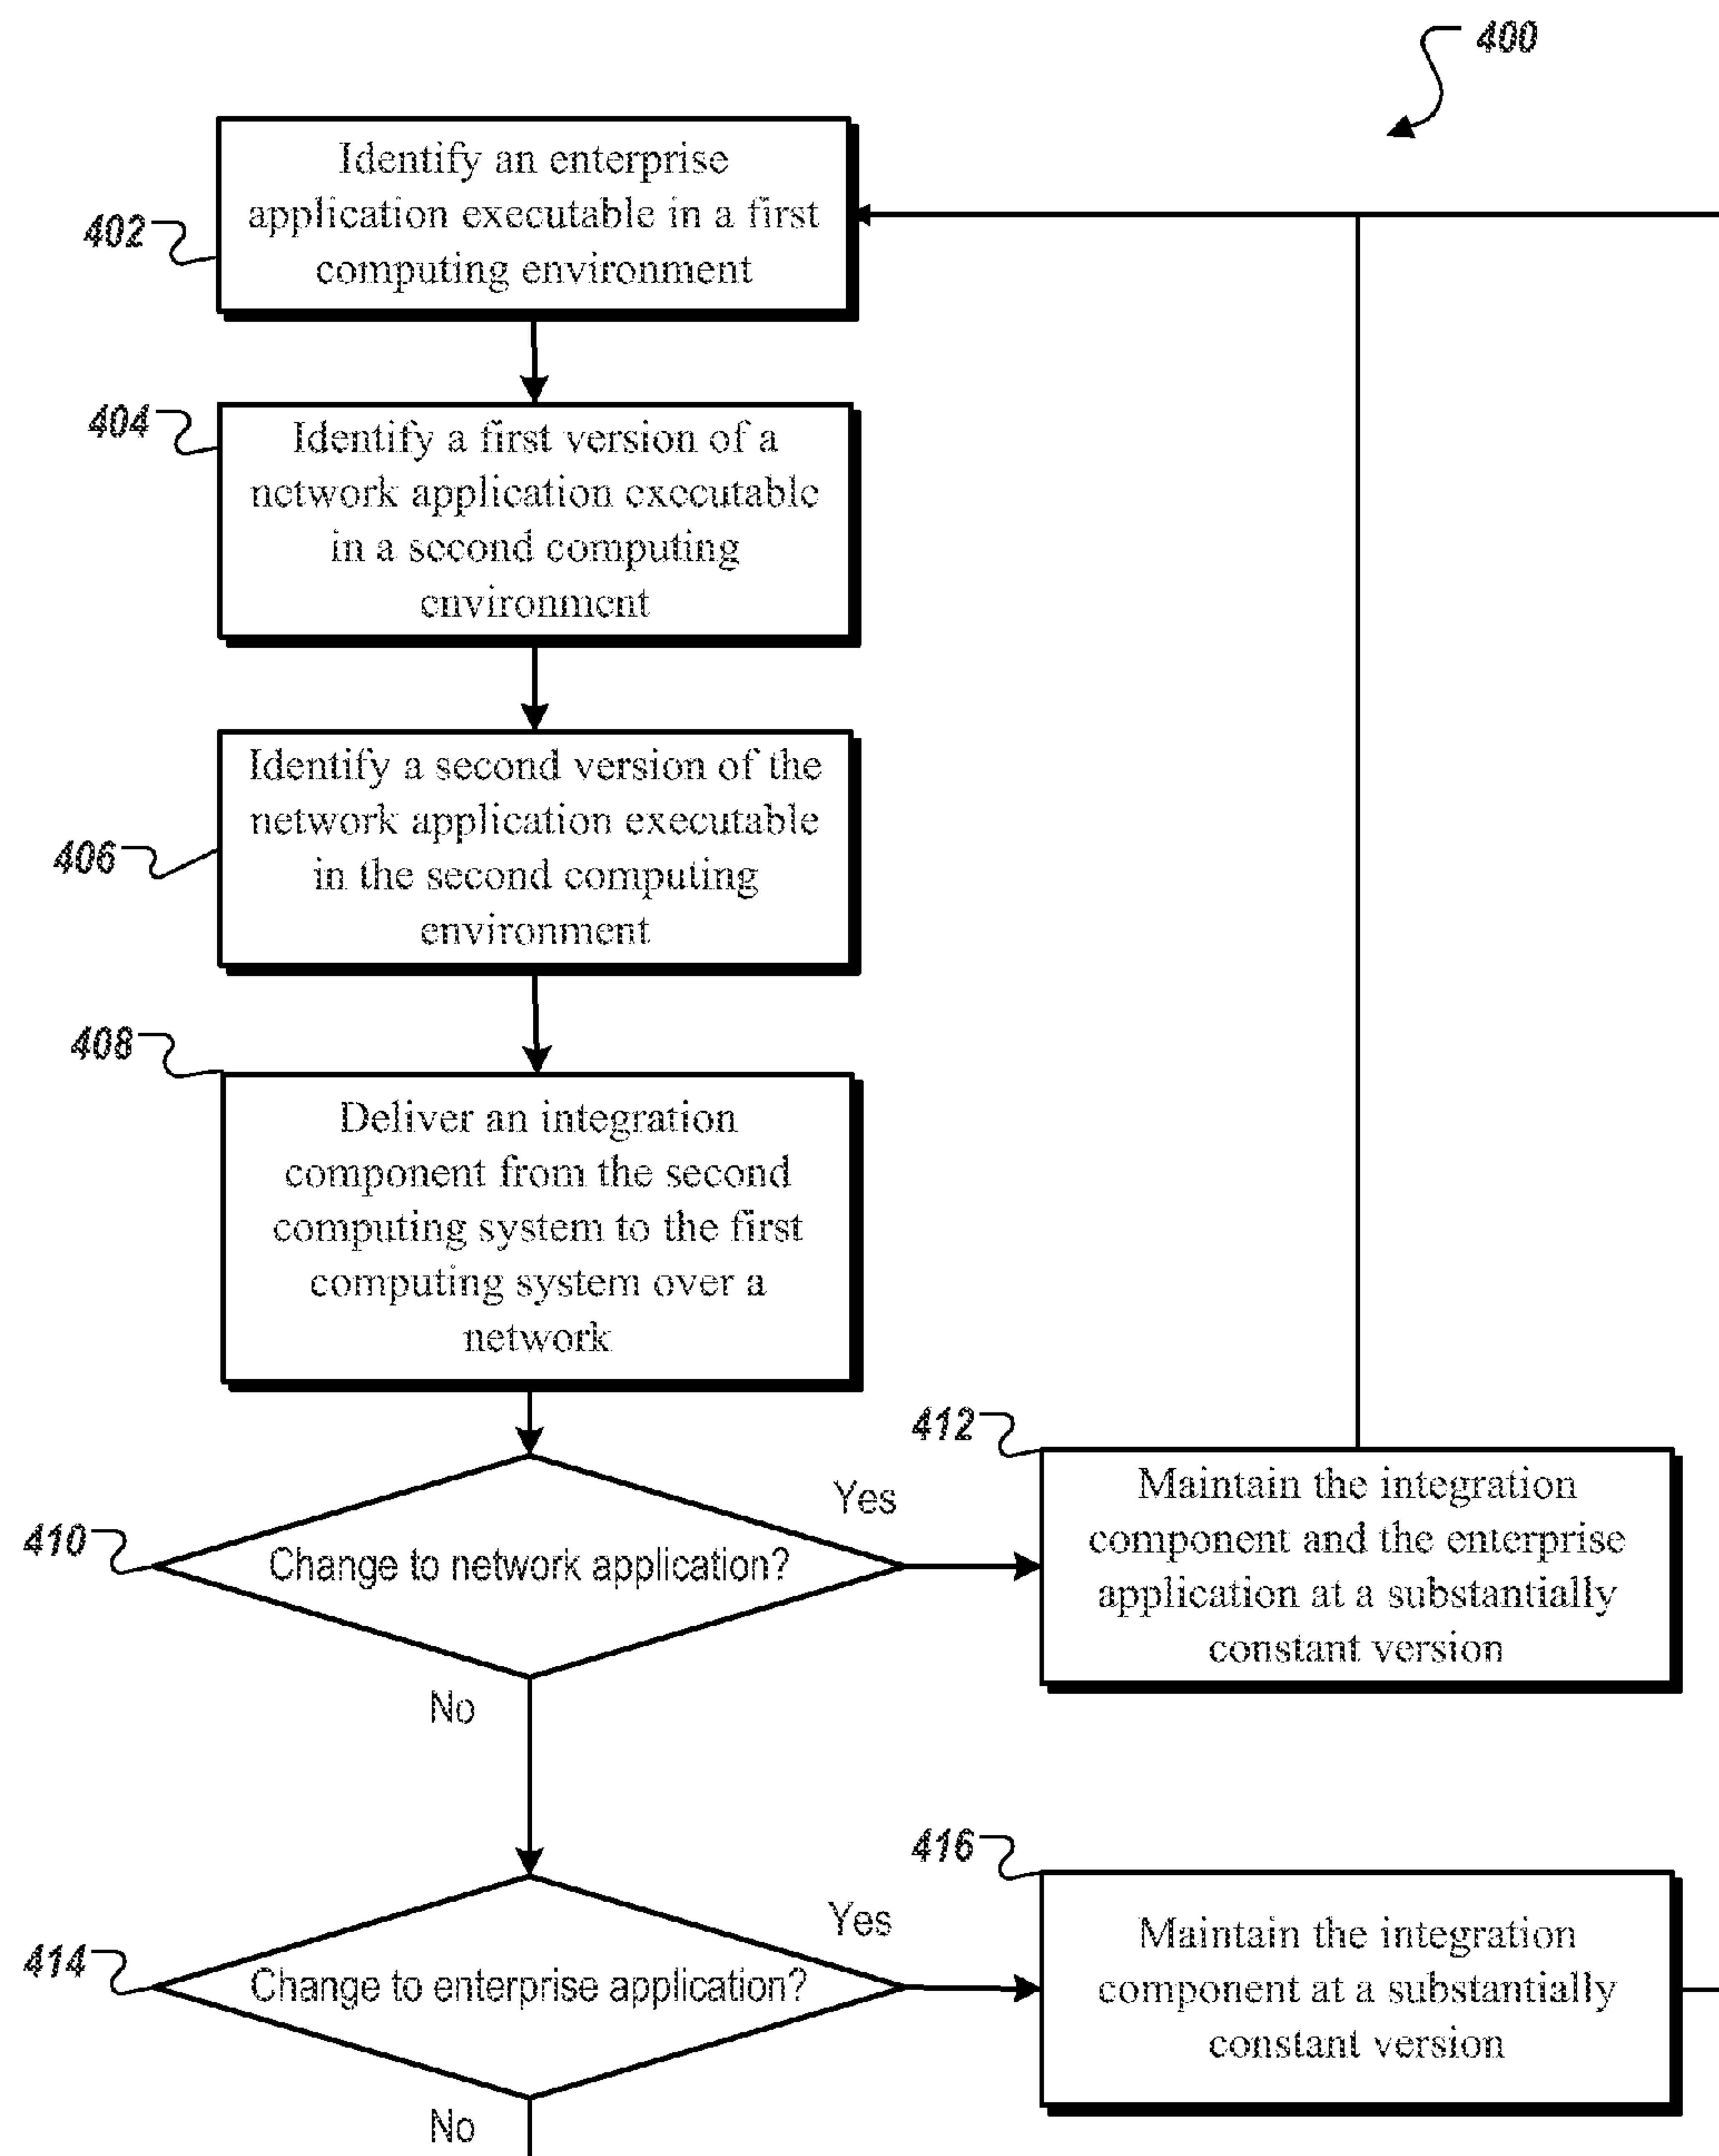 400
402
Identify an enterprise
application executable in a first
computing environment
404
Identify a first version of a
network application executable
in a second computing
environment
406
Identify a second version of the
network application executable
in the second computing
environment
408
Deliver an integration
component from the second
computing system to the first
computing system over a
network
410
Change to network application?
Yes
No
412
Maintain the integration
component and the enterprise
application at a substantially
constant version
414
Change to enterprise application?
Yes
No
416
Maintain the integration
component at a substantially
constant version